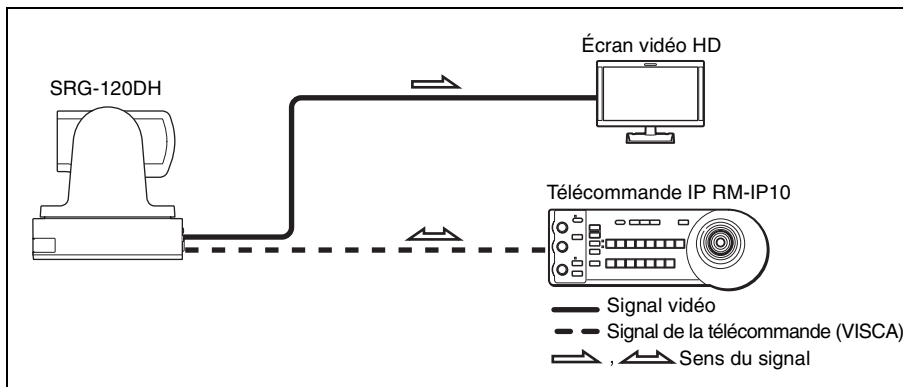 Écran vidéo HD
SRG-120DH
Télécommande IP RM-IP10
Signal vidéo
Signal de la télécommande (VISCA)
, Sens du signal